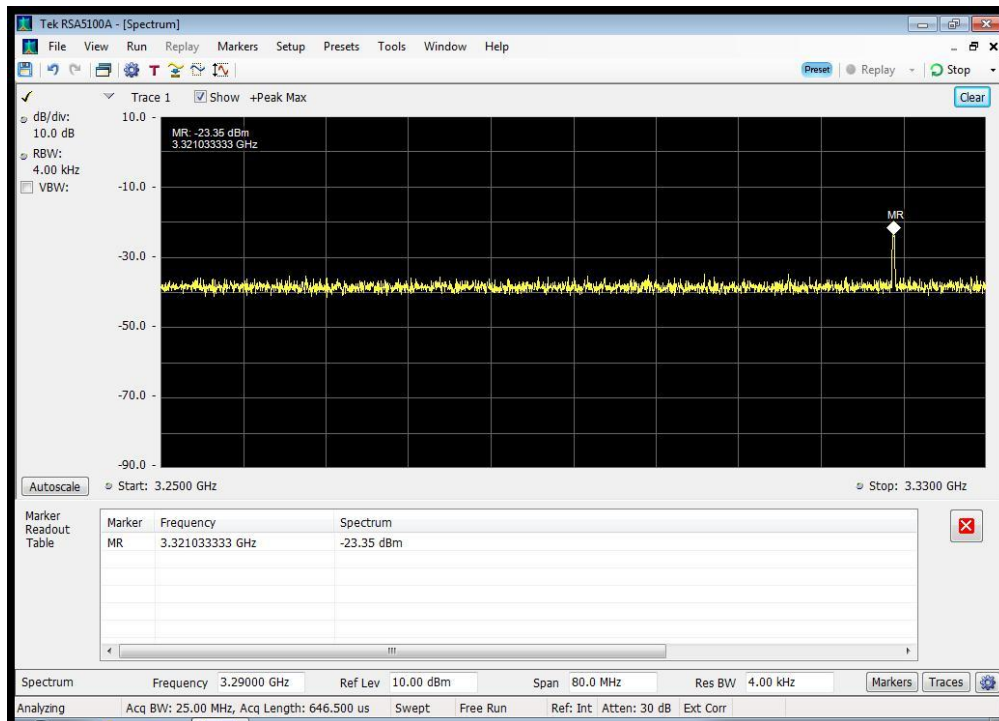 Tek RSA5100A - [Spectrum]
File View Run Replay Markers Setup Presets Tools Window Help
T Preset Replay Stop
Trace 1 Show +Peak Max Clear
dB/div:
10.0 dB
RBW:
4.00 kHz
VBW:
10.0
-10.0
-30.0
-50.0
-70.0
-90.0
MR: -23.35 dBm
3.321033333 GHz
MR
Autoscale Start: 3.2500 GHz Stop: 3.3300 GHz
Marker
Readout
Table
Marker Frequency Spectrum
MR 3.321033333 GHz -23.35 dBm
Spectrum Frequency 3.29000 GHz Ref Lev 10.00 dBm Span 80.0 MHz Res BW 4.00 kHz Markers Traces
Analyzing Acq BW: 25.00 MHz, Acq Length: 646.500 us Swept Free Run Ref: Int Atten: 30 dB Ext Corr